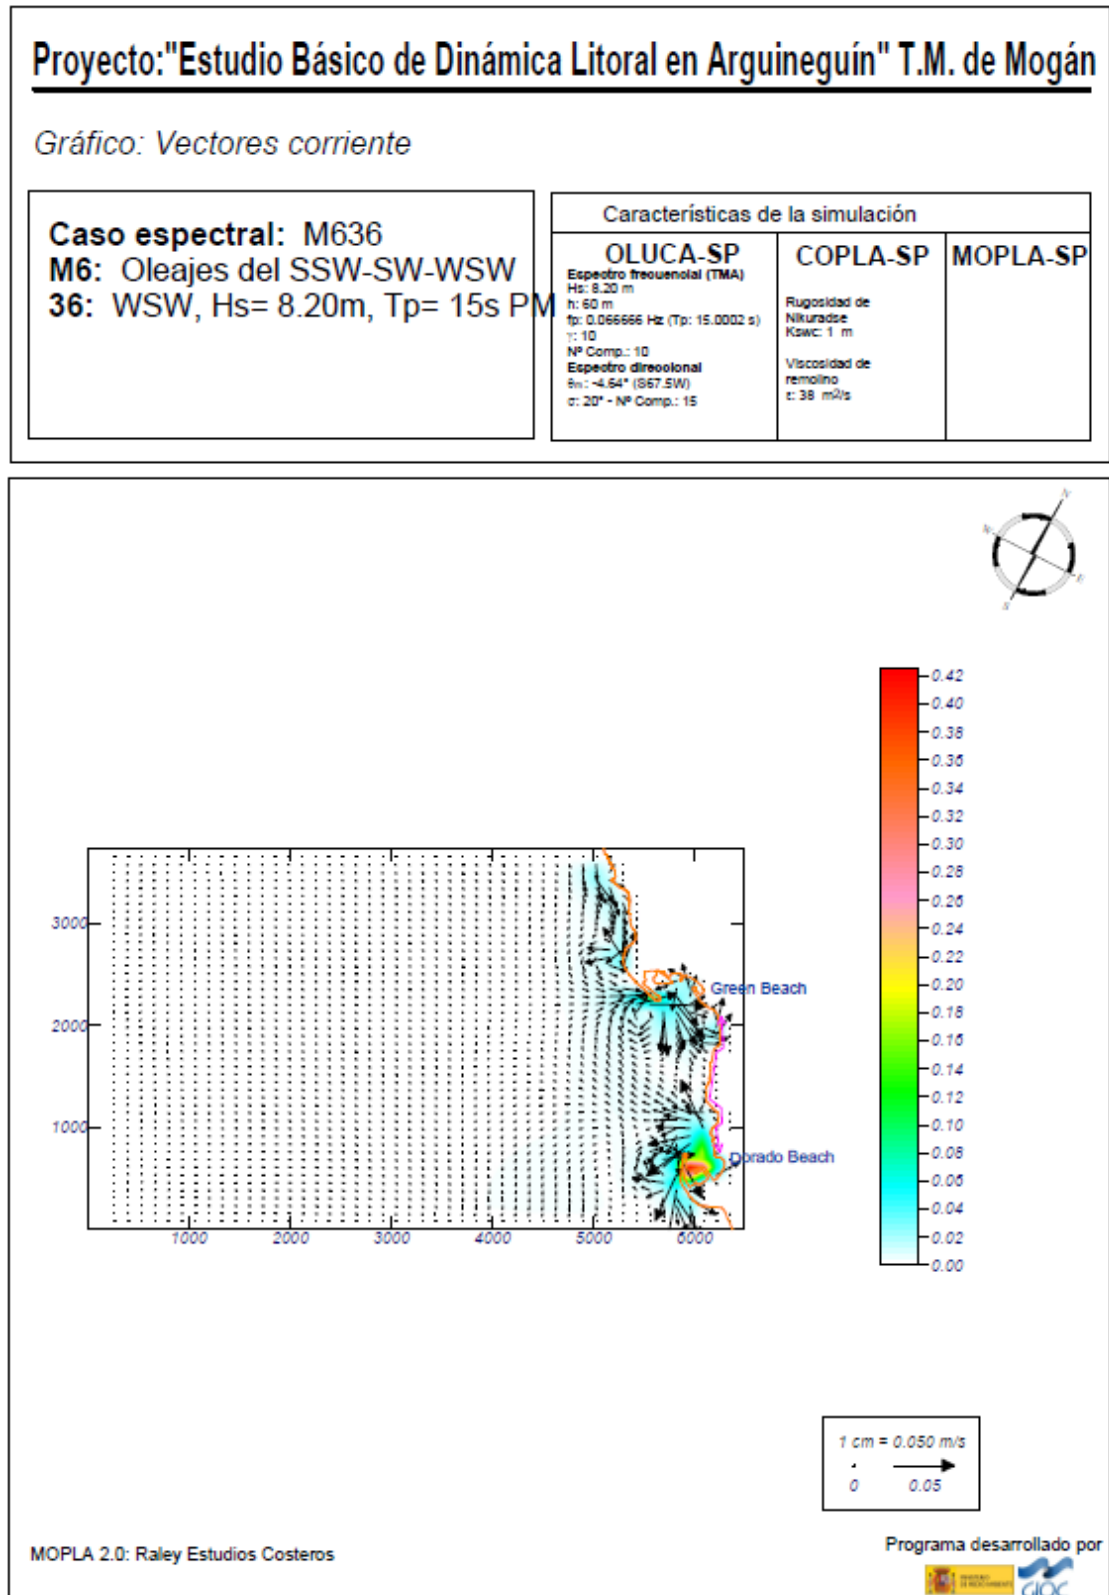 Proyecto:"Estudio Básico de Dinámica Litoral en Arguineguín" T.M. de Mogán
Gráfico: Vectores corriente
Caso espectral: M636
M6: Oleajes del SSW-SW-WSW
36: WSW, Hs= 8.20m, Tp= 15s PM
Características de la simulación
OLUCA-SP
Espectro frecuencial (TMA)
Hs: 8.20 m
h: 60 m
fp: 0.066666 Hz (Tp: 15.0002 s)
γ: 10
Nº Comp.: 10
Espectro direccional
θm: -4.64° (S67.5W)
σ: 20° - Nº Comp.: 15
COPLA-SP
Rugosidad de
Nikuradse
Kswc: 1 m
Viscosidad de
remolino
ε: 38 m2/s
MOPLA-SP
N
W
E
S
0.42
0.40
0.38
0.36
0.34
0.32
0.30
0.28
0.26
0.24
0.22
0.20
0.18
0.16
0.14
0.12
0.10
0.08
0.06
0.04
0.02
0.00
3000
2000
1000
Green Beach
Dorado Beach
1000
2000
3000
4000
5000
6000
1 cm = 0.050 m/s
0
0.05
MOPLA 2.0: Raley Estudios Costeros
Programa desarrollado por
GIOC